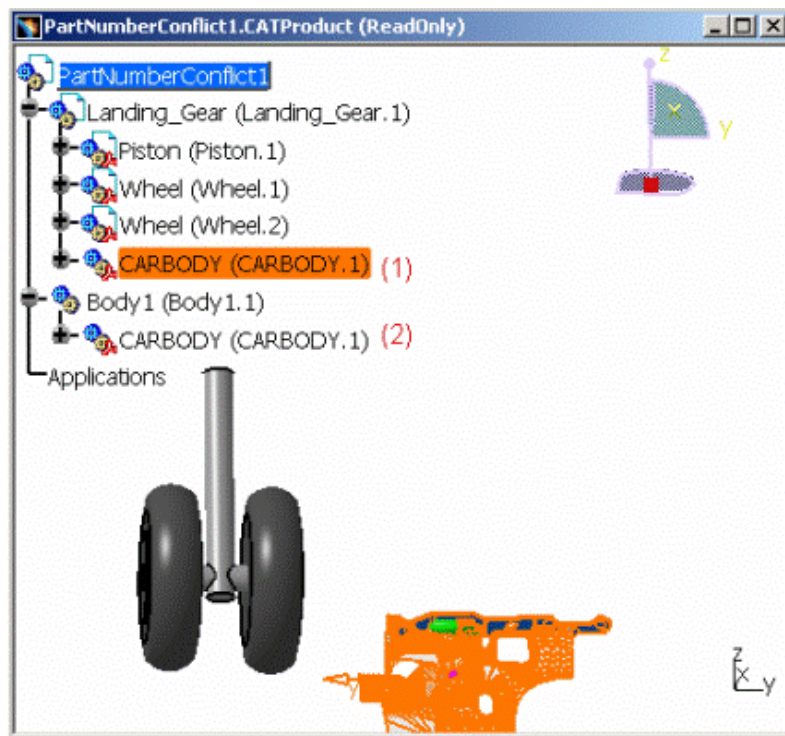 PartNumberConflict1.CATProduct (ReadOnly)
PartNumberConflict1
Landing_Gear (Landing_Gear.1)
Piston (Piston.1)
Wheel (Wheel.1)
Wheel (Wheel.2)
CARBODY (CARBODY.1) (1)
Body1 (Body1.1)
CARBODY (CARBODY.1) (2)
Applications
z
x
y
y
z
x
y